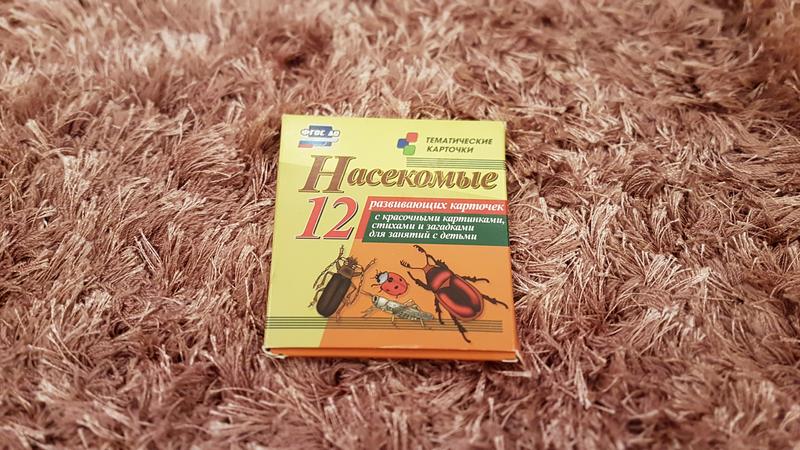 ФГОС ДО
ТЕМАТИЧЕСКИЕ
КАРТОЧКИ
Насекомые
12
развивающих карточек
с красочными картинками,
стихами и загадками
для занятий с детьми